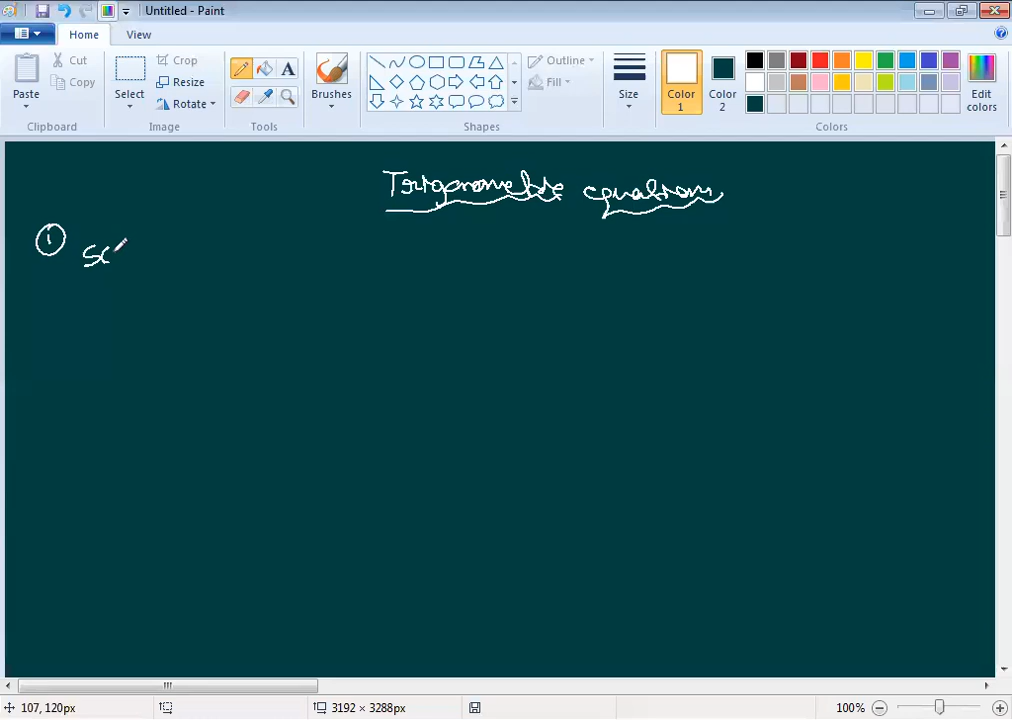 Untitled - Paint
Home View
Paste Cut Copy Clipboard
Select Crop Resize Rotate Image
A Tools
Brushes
Outline Fill Shapes
Size
Color 1 Color 2 Edit colors Colors
Trigonometric equations
① So
107, 120px 3192 × 3288px 100%